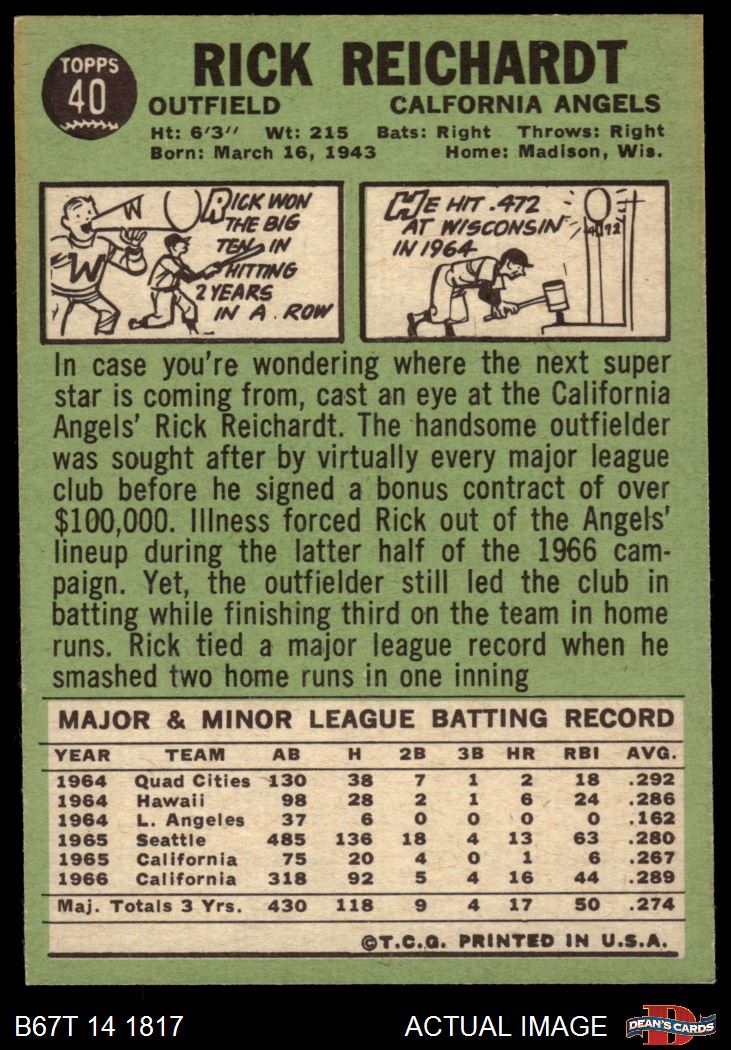 TOPPS
40
RICK REICHARDT
OUTFIELD CALFORNIA ANGELS
Ht: 6'3" Wt: 215 Bats: Right Throws: Right
Born: March 16, 1943 Home: Madison, Wis.
W
W
RICK WON
THE BIG
TEN IN
HITTING
2 YEARS
IN A ROW
HE HIT .472
AT WISCONSIN
IN 1964
.472
In case you're wondering where the next super
star is coming from, cast an eye at the California
Angels' Rick Reichardt. The handsome outfielder
was sought after by virtually every major league
club before he signed a bonus contract of over
$100,000. Illness forced Rick out of the Angels'
lineup during the latter half of the 1966 cam-
paign. Yet, the outfielder still led the club in
batting while finishing third on the team in home
runs. Rick tied a major league record when he
smashed two home runs in one inning
MAJOR & MINOR LEAGUE BATTING RECORD
YEAR TEAM AB H 2B 3B HR RBI AVG.
1964 Quad Cities 130 38 7 1 2 18 .292
1964 Hawaii 98 28 2 1 6 24 .286
1964 L. Angeles 37 6 0 0 0 0 .162
1965 Seattle 485 136 18 4 13 63 .280
1965 California 75 20 4 0 1 6 .267
1966 California 318 92 5 4 16 44 .289
Maj. Totals 3 Yrs. 430 118 9 4 17 50 .274
©T.C.G. PRINTED IN U.S.A.
B67T 14 1817 ACTUAL IMAGE
D
DEAN'S CARDS